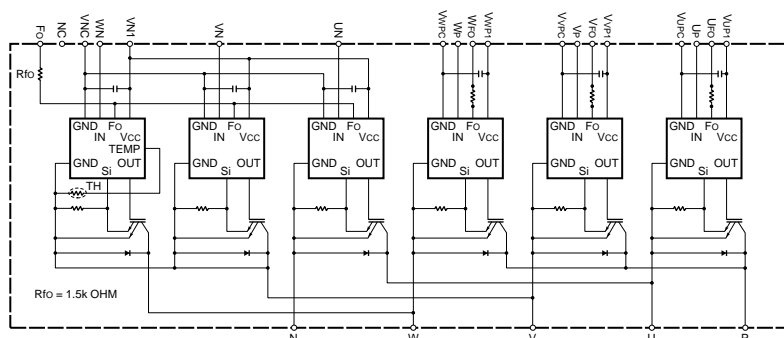 FO NC VNC WN VN1 VN UN VWPC WP WFO VWP1 VVPC VP VFO VVP1 VUPC UP UFO VUP1
RfO
GND FO GND FO GND FO GND FO GND FO GND FO
IN VCC IN VCC IN VCC IN VCC IN VCC IN VCC
TEMP
GND OUT GND OUT GND OUT GND OUT GND OUT GND OUT
Si Si Si Si Si Si
TH
RfO = 1.5k OHM
N W V U P